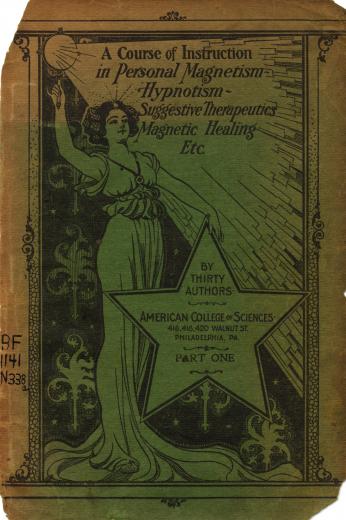 A Course of Instruction
in Personal Magnetism-
Hypnotism-
Suggestive Therapeutics
Magnetic Healing
Etc.
BY
THIRTY
AUTHORS
AMERICAN COLLEGE OF SCIENCES
416, 418, 420 WALNUT ST.
PHILADELPHIA, PA.
PART ONE
BF
1141
N338